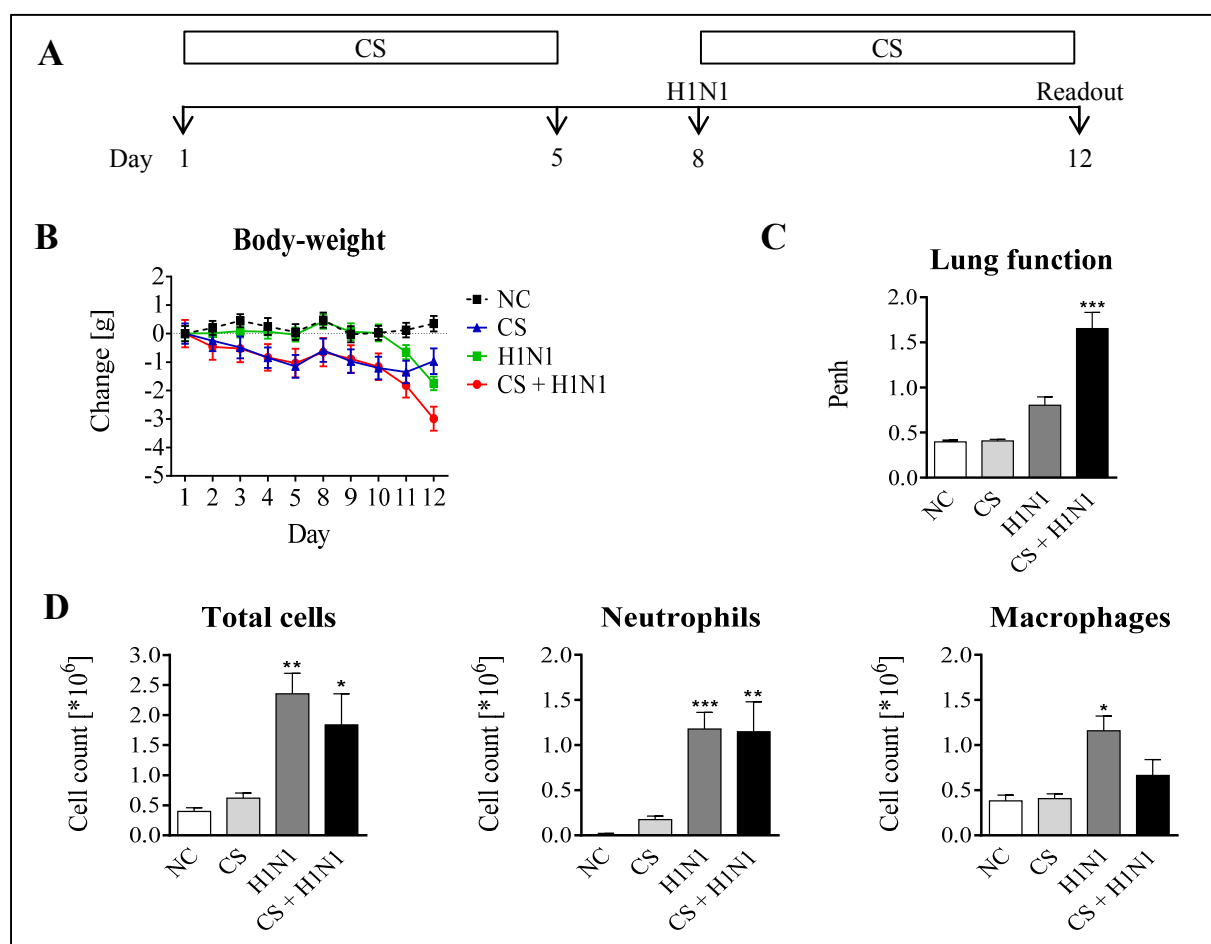 A
CS
CS
H1N1
Readout
Day
1
5
8
12
B
Body-weight
Change [g]
2
1
0
-1
-2
-3
-4
-5
1 2 3 4 5 8 9 10 11 12
Day
NC
CS
H1N1
CS + H1N1
C
Lung function
Penh
2.0
1.5
1.0
0.5
0.0
***
NC
CS
H1N1
CS + H1N1
D
Total cells
Cell count [*10^6]
3.0
2.5
2.0
1.5
1.0
0.5
0.0
**
*
NC
CS
H1N1
CS + H1N1
Neutrophils
Cell count [*10^6]
2.0
1.5
1.0
0.5
0.0
***
**
NC
CS
H1N1
CS + H1N1
Macrophages
Cell count [*10^6]
2.0
1.5
1.0
0.5
0.0
*
NC
CS
H1N1
CS + H1N1